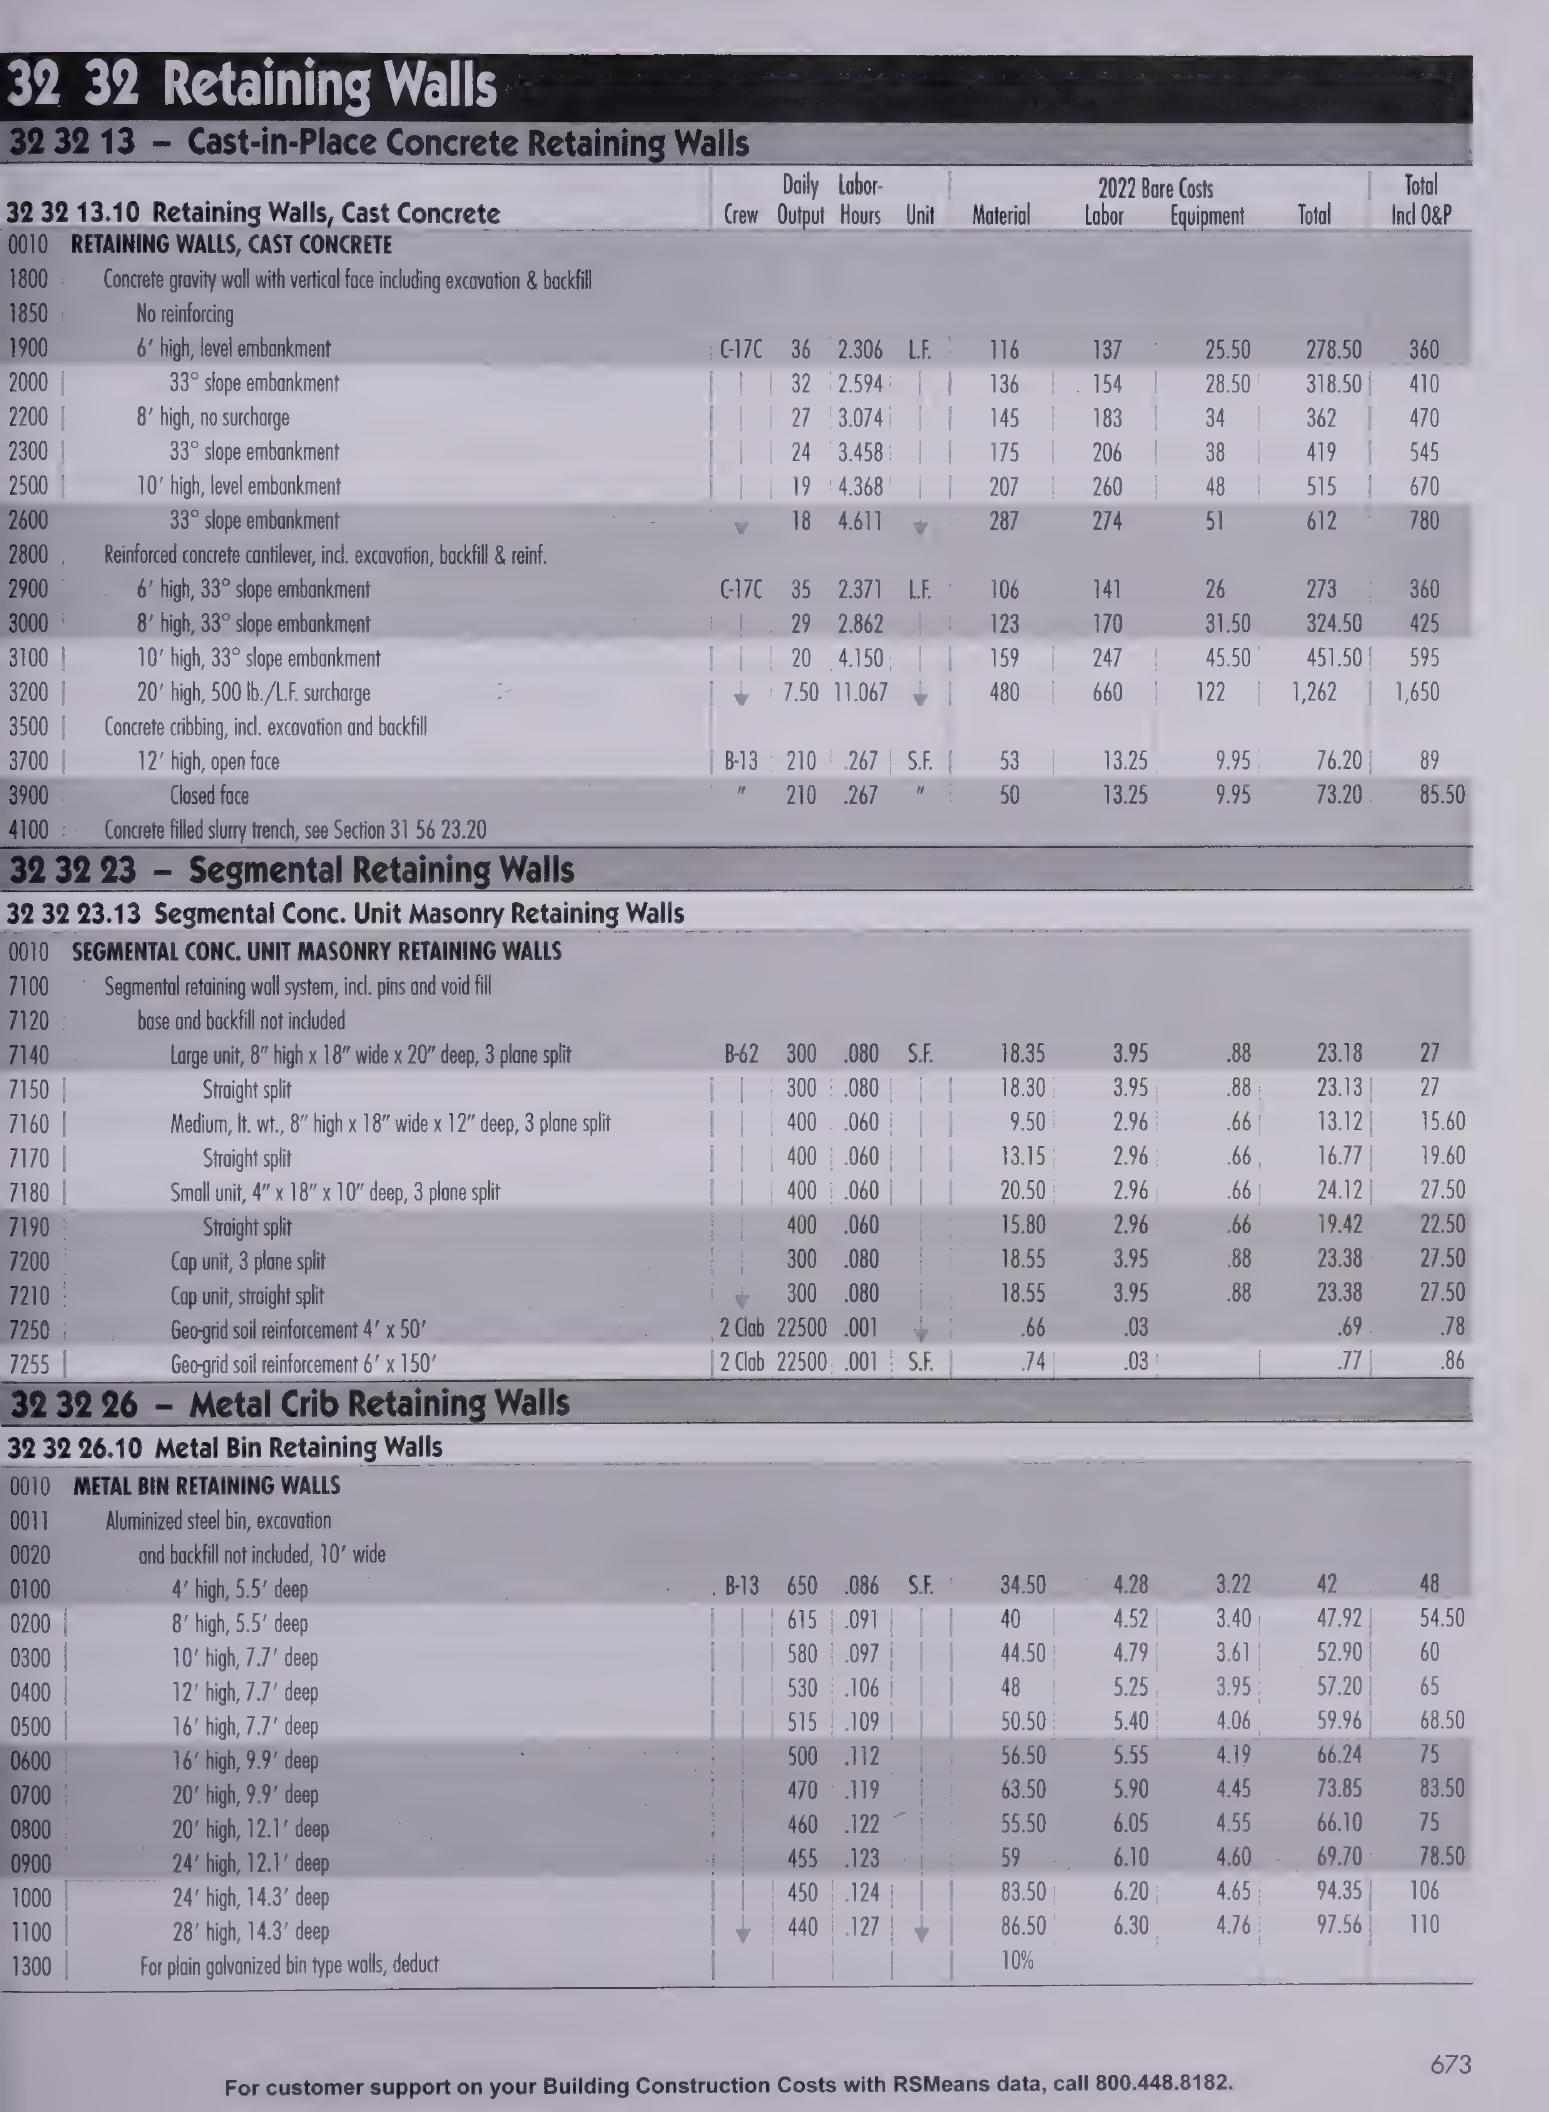 32 32 Retaining Walls
32 32 13 – Cast-in-Place Concrete Retaining Walls
Daily Labor- 2022 Bare Costs Total
32 32 13.10 Retaining Walls, Cast Concrete Crew Output Hours Unit Material Labor Equipment Total Incl O&P
0010 RETAINING WALLS, CAST CONCRETE
1800 Concrete gravity wall with vertical face including excavation & backfill
1850 No reinforcing
1900 6′ high, level embankment C-17C 36 2.306 L.F. 116 137 25.50 278.50 360
2000 33° slope embankment 32 2.594 136 154 28.50 318.50 410
2200 8′ high, no surcharge 27 3.074 145 183 34 362 470
2300 33° slope embankment 24 3.458 175 206 38 419 545
2500 10′ high, level embankment 19 4.368 207 260 48 515 670
2600 33° slope embankment 18 4.611 287 274 51 612 780
2800 Reinforced concrete cantilever, incl. excavation, backfill & reinf.
2900 6′ high, 33° slope embankment C-17C 35 2.371 L.F. 106 141 26 273 360
3000 8′ high, 33° slope embankment 29 2.862 123 170 31.50 324.50 425
3100 10′ high, 33° slope embankment 20 4.150 159 247 45.50 451.50 595
3200 20′ high, 500 lb./L.F. surcharge 7.50 11.067 480 660 122 1,262 1,650
3500 Concrete cribbing, incl. excavation and backfill
3700 12′ high, open face B-13 210 .267 S.F. 53 13.25 9.95 76.20 89
3900 Closed face " 210 .267 " 50 13.25 9.95 73.20 85.50
4100 Concrete filled slurry trench, see Section 31 56 23.20
32 32 23 – Segmental Retaining Walls
32 32 23.13 Segmental Conc. Unit Masonry Retaining Walls
0010 SEGMENTAL CONC. UNIT MASONRY RETAINING WALLS
7100 Segmental retaining wall system, incl. pins and void fill
7120 base and backfill not included
7140 Large unit, 8″ high x 18″ wide x 20″ deep, 3 plane split B-62 300 .080 S.F. 18.35 3.95 .88 23.18 27
7150 Straight split 300 .080 18.30 3.95 .88 23.13 27
7160 Medium, lt. wt., 8″ high x 18″ wide x 12″ deep, 3 plane split 400 .060 9.50 2.96 .66 13.12 15.60
7170 Straight split 400 .060 13.15 2.96 .66 16.77 19.60
7180 Small unit, 4″ x 18″ x 10″ deep, 3 plane split 400 .060 20.50 2.96 .66 24.12 27.50
7190 Straight split 400 .060 15.80 2.96 .66 19.42 22.50
7200 Cap unit, 3 plane split 300 .080 18.55 3.95 .88 23.38 27.50
7210 Cap unit, straight split 300 .080 18.55 3.95 .88 23.38 27.50
7250 Geo-grid soil reinforcement 4′ x 50′ 2 Clab 22500 .001 .66 .03 .69 .78
7255 Geo-grid soil reinforcement 6′ x 150′ 2 Clab 22500 .001 S.F. .74 .03 .77 .86
32 32 26 – Metal Crib Retaining Walls
32 32 26.10 Metal Bin Retaining Walls
0010 METAL BIN RETAINING WALLS
0011 Aluminized steel bin, excavation
0020 and backfill not included, 10′ wide
0100 4′ high, 5.5′ deep B-13 650 .086 S.F. 34.50 4.28 3.22 42 48
0200 8′ high, 5.5′ deep 615 .091 40 4.52 3.40 47.92 54.50
0300 10′ high, 7.7′ deep 580 .097 44.50 4.79 3.61 52.90 60
0400 12′ high, 7.7′ deep 530 .106 48 5.25 3.95 57.20 65
0500 16′ high, 7.7′ deep 515 .109 50.50 5.40 4.06 59.96 68.50
0600 16′ high, 9.9′ deep 500 .112 56.50 5.55 4.19 66.24 75
0700 20′ high, 9.9′ deep 470 .119 63.50 5.90 4.45 73.85 83.50
0800 20′ high, 12.1′ deep 460 .122 55.50 6.05 4.55 66.10 75
0900 24′ high, 12.1′ deep 455 .123 59 6.10 4.60 69.70 78.50
1000 24′ high, 14.3′ deep 450 .124 83.50 6.20 4.65 94.35 106
1100 28′ high, 14.3′ deep 440 .127 86.50 6.30 4.76 97.56 110
1300 For plain galvanized bin type walls, deduct 10%
673
For customer support on your Building Construction Costs with RSMeans data, call 800.448.8182.